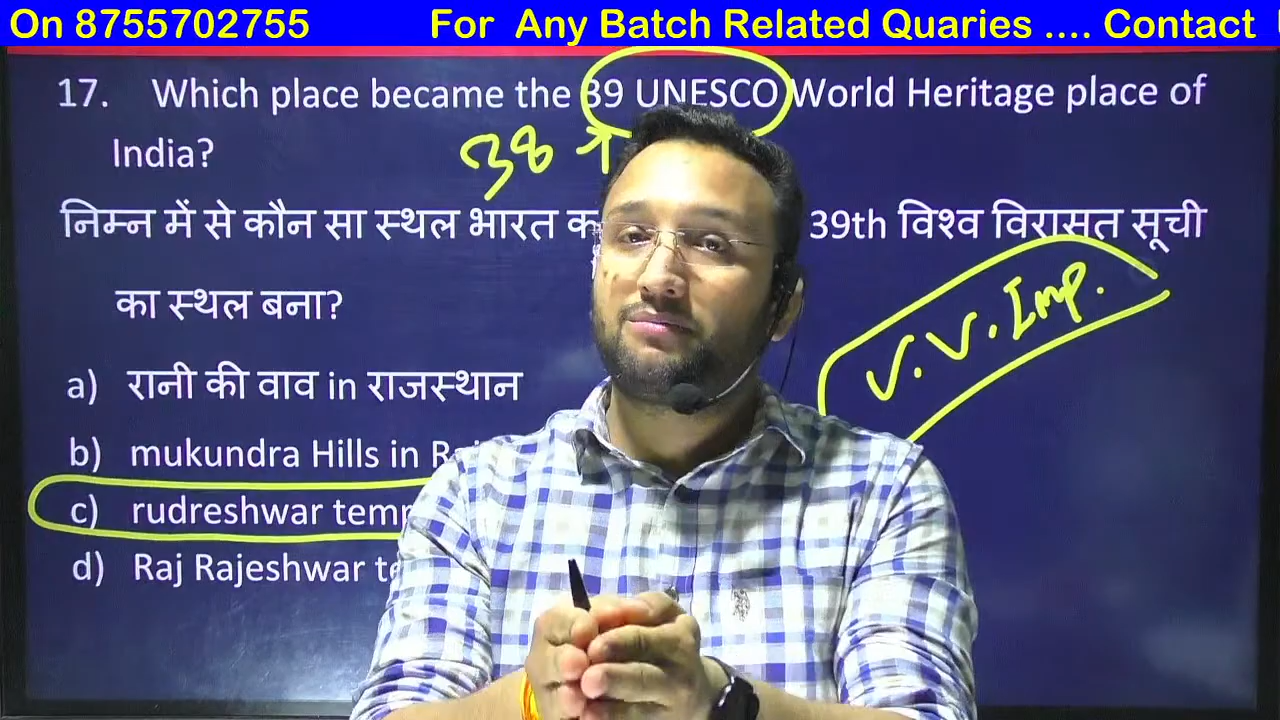 On 8755702755 For Any Batch Related Quaries .... Contact
17. Which place became the 39 UNESCO World Heritage place of
India?
38
निम्न में से कौन सा स्थल भारत 39th विश्व विरासत सूची
का स्थल बना?
V. V. Imp.
a) रानी की वाव in राजस्थान
b) mukundra Hills in
c) rudreshwar
d) Raj Rajeshwar